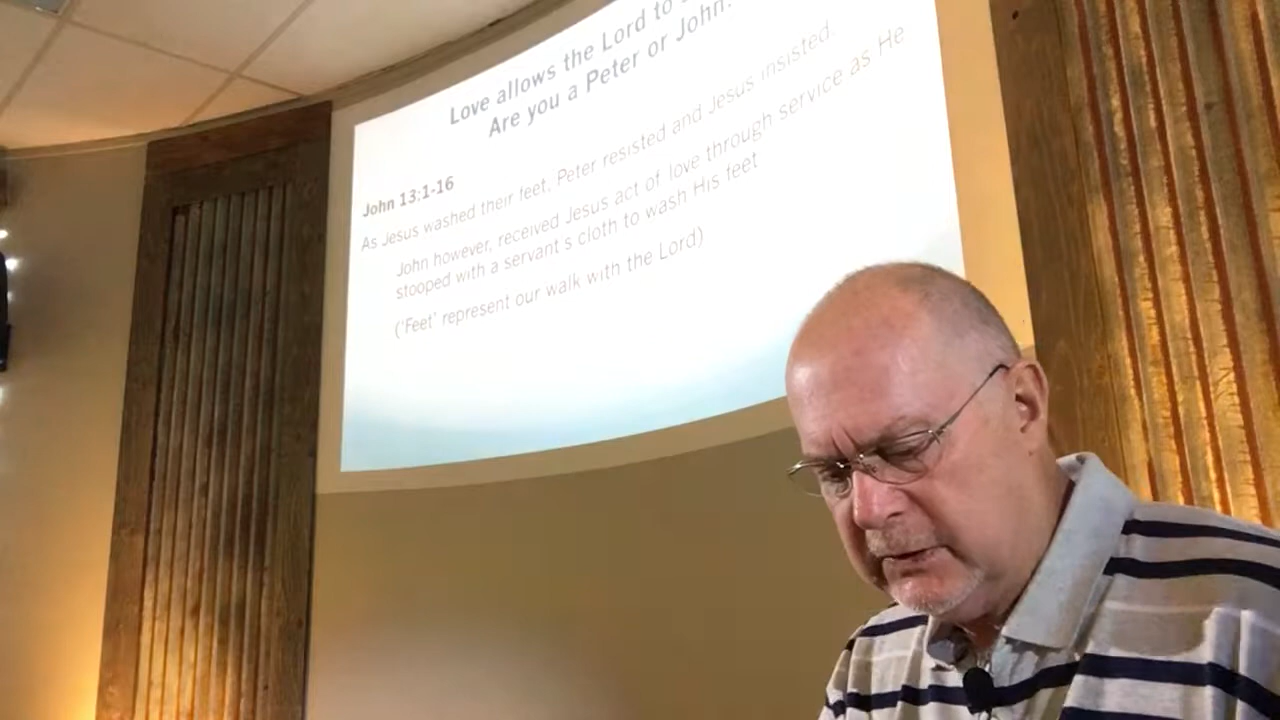 Love allows the Lord to
Are you a Peter or John.
John 13:1-16
As Jesus washed their feet, Peter resisted and Jesus insisted.
John however, received Jesus act of love through service as He
stooped with a servant s cloth to wash His feet
('Feet' represent our walk with the Lord)